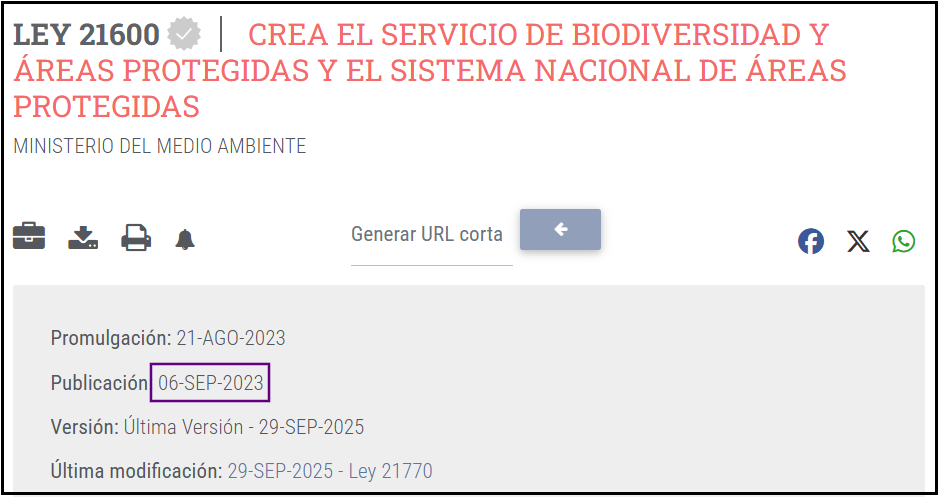 LEY 21600 CREA EL SERVICIO DE BIODIVERSIDAD Y
ÁREAS PROTEGIDAS Y EL SISTEMA NACIONAL DE ÁREAS
PROTEGIDAS
MINISTERIO DEL MEDIO AMBIENTE
Generar URL corta
Promulgación: 21-AGO-2023
Publicación 06-SEP-2023
Versión: Última Versión - 29-SEP-2025
Última modificación: 29-SEP-2025 - Ley 21770